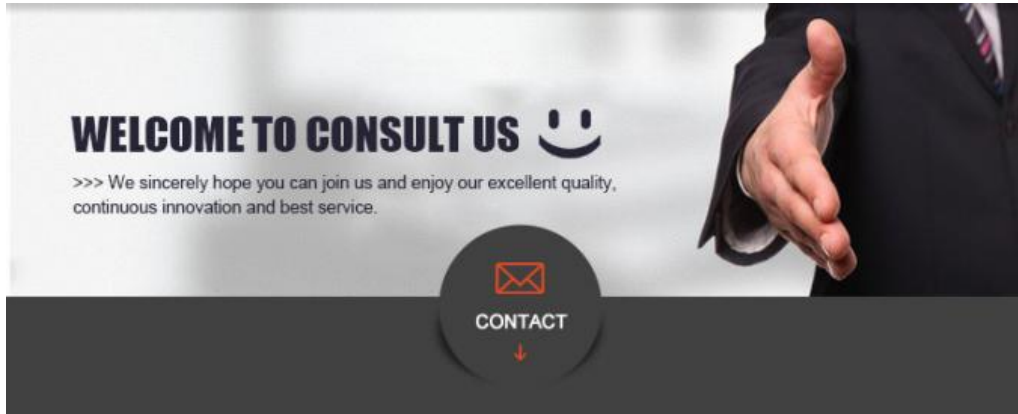 WELCOME TO CONSULT US
>>> We sincerely hope you can join us and enjoy our excellent quality,
continuous innovation and best service.
CONTACT